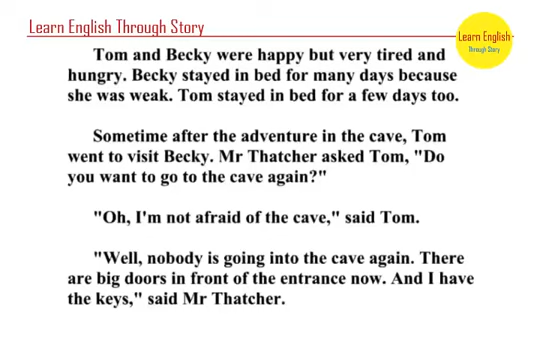 Learn English Through Story
Learn English
Through Story
Tom and Becky were happy but very tired and
hungry. Becky stayed in bed for many days because
she was weak. Tom stayed in bed for a few days too.
Sometime after the adventure in the cave, Tom
went to visit Becky. Mr Thatcher asked Tom, "Do
you want to go to the cave again?"
"Oh, I'm not afraid of the cave," said Tom.
"Well, nobody is going into the cave again. There
are big doors in front of the entrance now. And I have
the keys," said Mr Thatcher.